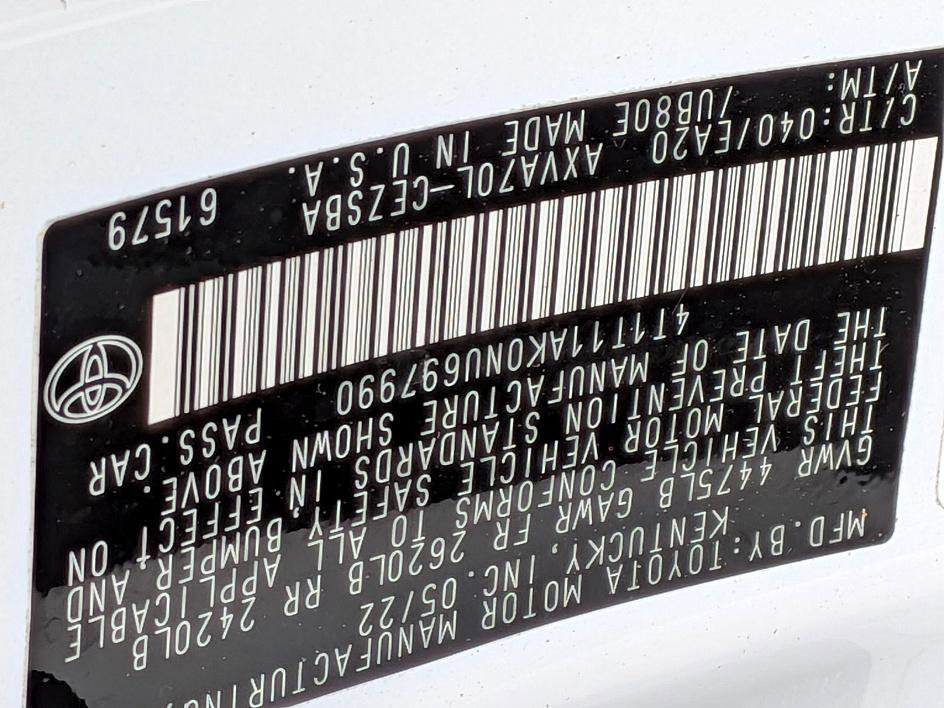 MFD.BY:TOYOTA MOTOR MANUFACTURING,
KENTUCKY, INC. 05/22
GVWR 4475LB GAWR FR 2620LB RR 2420LB
THIS VEHICLE CONFORMS TO ALL APPLICABLE
FEDERAL MOTOR VEHICLE SAFETY BUMPER AND
THEFT PREVENTION STANDARDS IN EFFECT ON
THE DATE OF MANUFACTURE SHOWN ABOVE.
4T1T11AK0NU697990 PASS.CAR
C/TR:040/EA20 AXVA70L-CEZSBA 61579
A/TM: /UB80E MADE IN U.S.A.